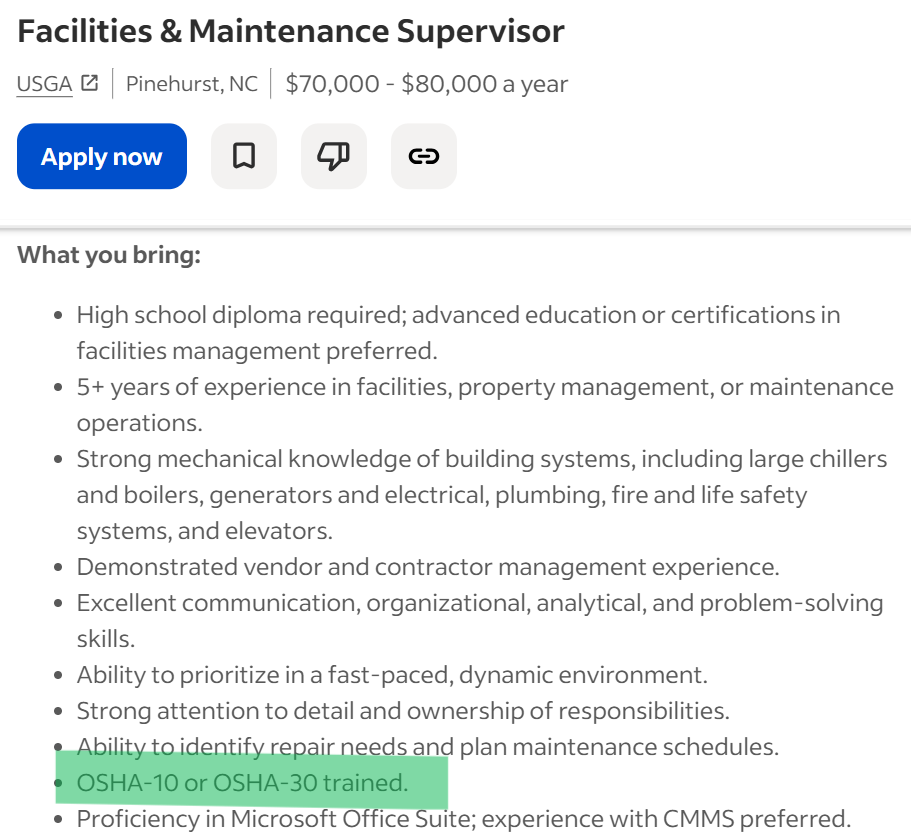 Facilities & Maintenance Supervisor
USGA Pinehurst, NC $70,000 - $80,000 a year
Apply now
What you bring:
• High school diploma required; advanced education or certifications in
facilities management preferred.
• 5+ years of experience in facilities, property management, or maintenance
operations.
• Strong mechanical knowledge of building systems, including large chillers
and boilers, generators and electrical, plumbing, fire and life safety
systems, and elevators.
• Demonstrated vendor and contractor management experience.
• Excellent communication, organizational, analytical, and problem-solving
skills.
• Ability to prioritize in a fast-paced, dynamic environment.
• Strong attention to detail and ownership of responsibilities.
• Ability to identify repair needs and plan maintenance schedules.
• OSHA-10 or OSHA-30 trained.
• Proficiency in Microsoft Office Suite; experience with CMMS preferred.